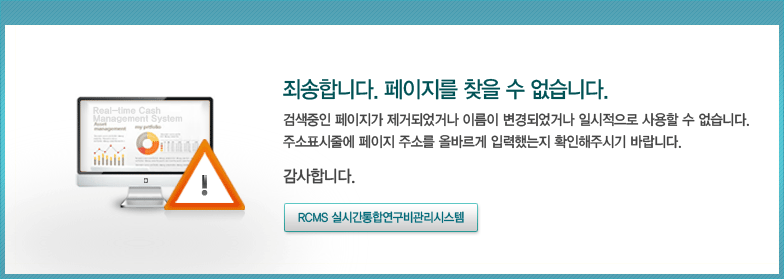 죄송합니다. 페이지를 찾을 수 없습니다.
검색중인 페이지가 제거되었거나 이름이 변경되었거나 일시적으로 사용할 수 없습니다.
주소표시줄에 페이지 주소를 올바르게 입력했는지 확인해주시기 바랍니다.
감사합니다.
RCMS 실시간통합연구비관리시스템
Real-time Cash
Management System
Asset
management
my prtfolio